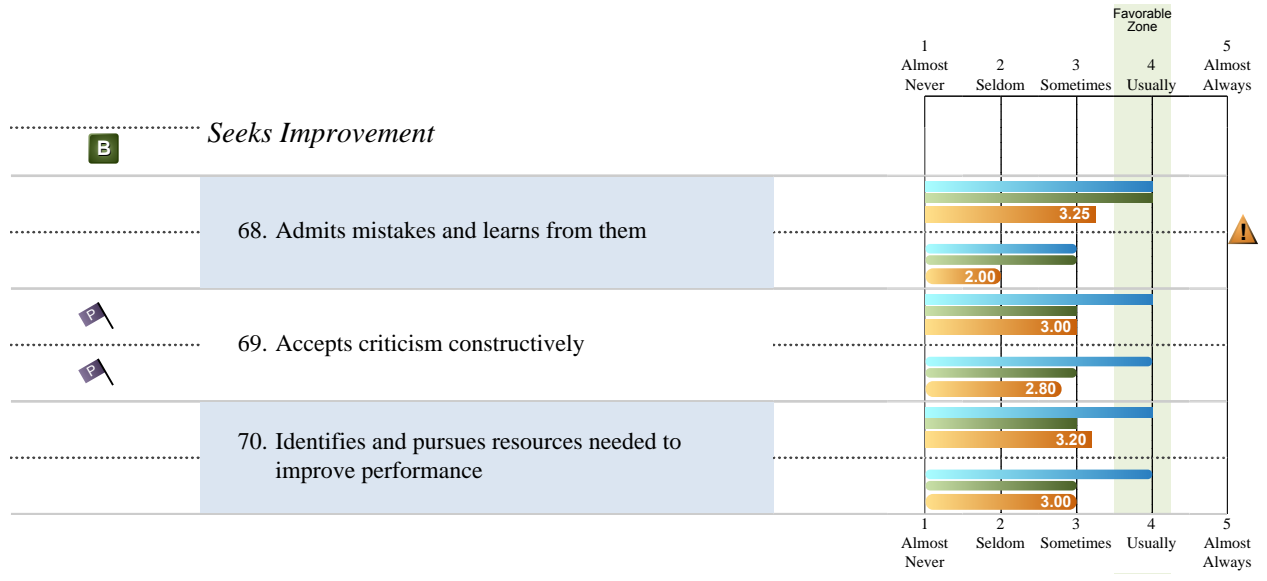 Favorable
Zone
1
Almost
Never
2
Seldom
3
Sometimes
4
Usually
5
Almost
Always
B
Seeks Improvement
68. Admits mistakes and learns from them
3.25
!
2.00
P
69. Accepts criticism constructively
3.00
P
2.80
70. Identifies and pursues resources needed to
improve performance
3.20
3.00
1
Almost
Never
2
Seldom
3
Sometimes
4
Usually
5
Almost
Always